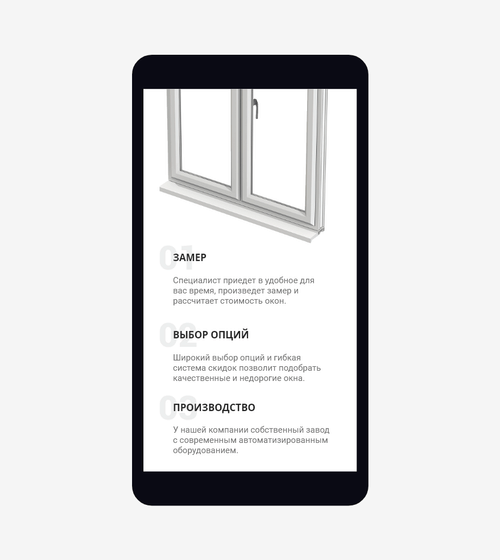 01
ЗАМЕР
Специалист приедет в удобное для
вас время, произведет замер и
рассчитает стоимость окон.
02
ВЫБОР ОПЦИЙ
Широкий выбор опций и гибкая
система скидок позволит подобрать
качественные и недорогие окна.
03
ПРОИЗВОДСТВО
У нашей компании собственный завод
с современным автоматизированным
оборудованием.